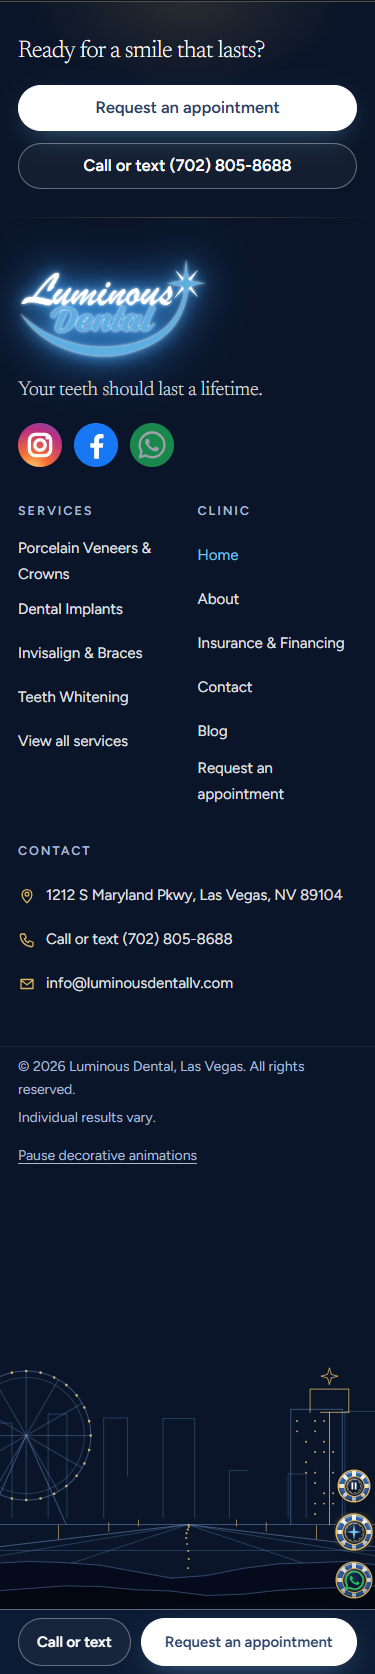 Ready for a smile that lasts?
Request an appointment
Call or text (702) 805-8688
Luminous
Dental
Your teeth should last a lifetime.
SERVICES
Porcelain Veneers &
Crowns
Dental Implants
Invisalign & Braces
Teeth Whitening
View all services
CLINIC
Home
About
Insurance & Financing
Contact
Blog
Request an
appointment
CONTACT
1212 S Maryland Pkwy, Las Vegas, NV 89104
Call or text (702) 805-8688
info@luminousdentallv.com
© 2026 Luminous Dental, Las Vegas. All rights
reserved.
Individual results vary.
Pause decorative animations
Call or text
Request an appointment